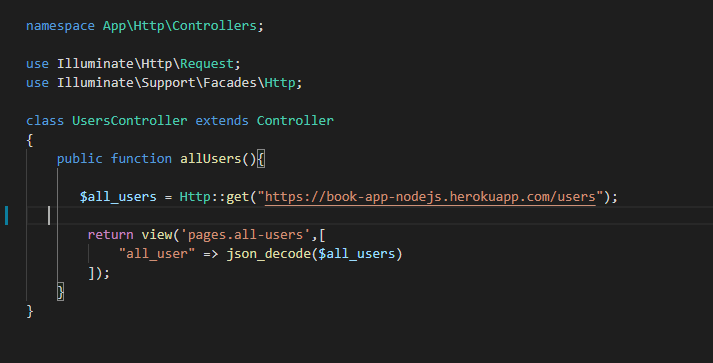 namespace App\Http\Controllers;
use Illuminate\Http\Request;
use Illuminate\Support\Facades\Http;
class UsersController extends Controller
{
public function allUsers(){
$all_users = Http::get("https://book-app-nodejs.herokuapp.com/users");
return view('pages.all-users',[
"all_user" => json_decode($all_users)
]);
}
}